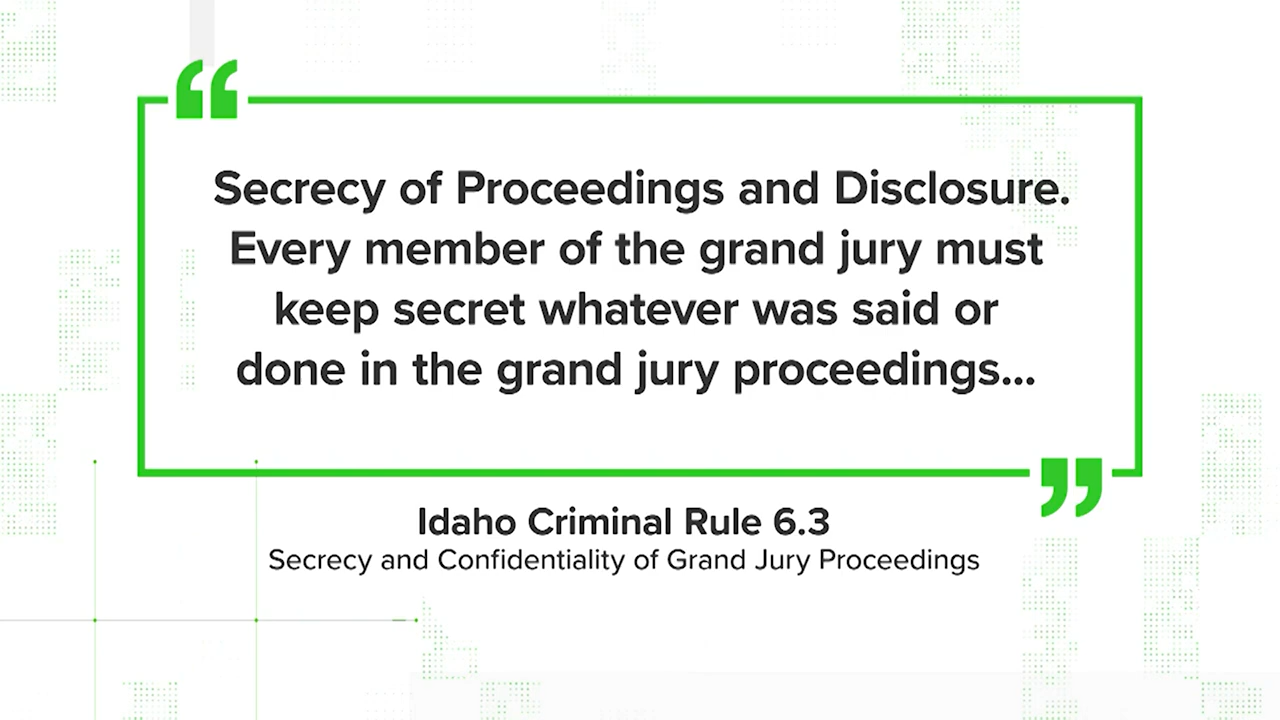 “
Secrecy of Proceedings and Disclosure.
Every member of the grand jury must
keep secret whatever was said or
done in the grand jury proceedings...
”
Idaho Criminal Rule 6.3
Secrecy and Confidentiality of Grand Jury Proceedings